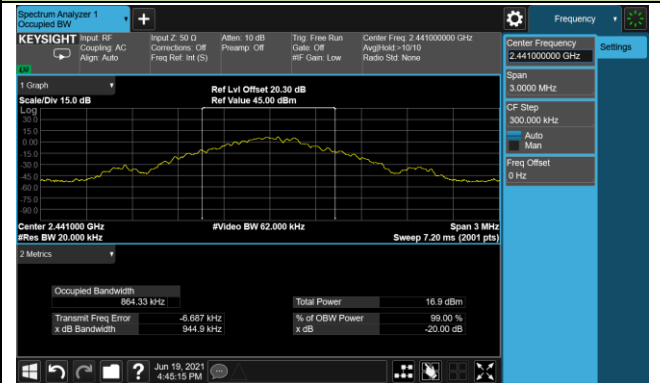 Spectrum Analyzer 1
Occupied BW
+
Frequency
KEYSIGHT
Input: RF
Coupling: AC
Align: Auto
Input Z: 50 Ω
Corrections: Off
Freq Ref: Int (S)
Atten: 10 dB
Preamp: Off
Trig: Free Run
Gate: Off
#IF Gain: Low
Center Freq: 2.441000000 GHz
Avg|Hold:>10/10
Radio Std: None
Center Frequency
2.441000000 GHz
Settings
Span
3.0000 MHz
CF Step
300.000 kHz
Auto
Man
Freq Offset
0 Hz
1 Graph
Scale/Div 15.0 dB
Ref Lvl Offset 20.30 dB
Ref Value 45.00 dBm
Log
30.0
15.0
0.00
-15.0
-30.0
-45.0
-60.0
-75.0
-90.0
Center 2.441000 GHz
#Video BW 62.000 kHz
Span 3 MHz
#Res BW 20.000 kHz
Sweep 7.20 ms (2001 pts)
2 Metrics
Occupied Bandwidth
864.33 kHz
Total Power 16.9 dBm
Transmit Freq Error -6.687 kHz
% of OBW Power 99.00 %
x dB Bandwidth 944.9 kHz
x dB -20.00 dB
?
Jun 19, 2021
4:45:15 PM